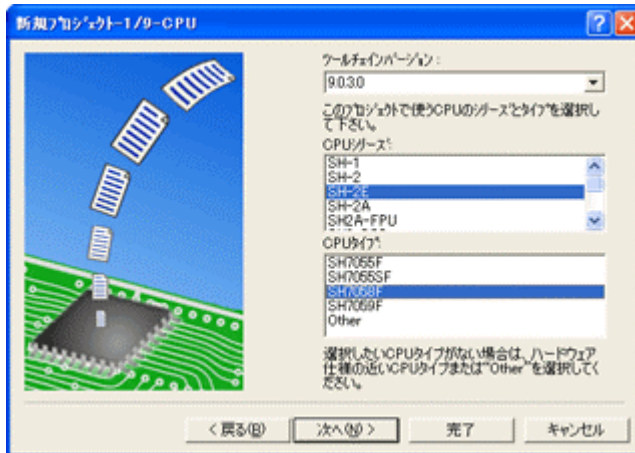 新規ﾌﾟﾛｼﾞｪｸﾄ-1/9-CPU
ﾂｰﾙﾁｪｲﾝﾊﾞｰｼﾞｮﾝ :
9.0.3.0
このﾌﾟﾛｼﾞｪｸﾄで使うCPUのｼﾘｰｽﾞとﾀｲﾌﾟを選択し
て下さい。
CPUｼﾘｰｽﾞ:
SH-1
SH-2
SH-2E
SH-2A
SH2A-FPU
CPUﾀｲﾌﾟ:
SH7055F
SH7055SF
SH7058F
SH7059F
Other
選択したいCPUﾀｲﾌﾟがない場合は、ハードウェア
仕様の近いCPUﾀｲﾌﾟまたは"Other"を選択してく
ださい。
< 戻る(B)
次へ(N) >
完了
キャンセル